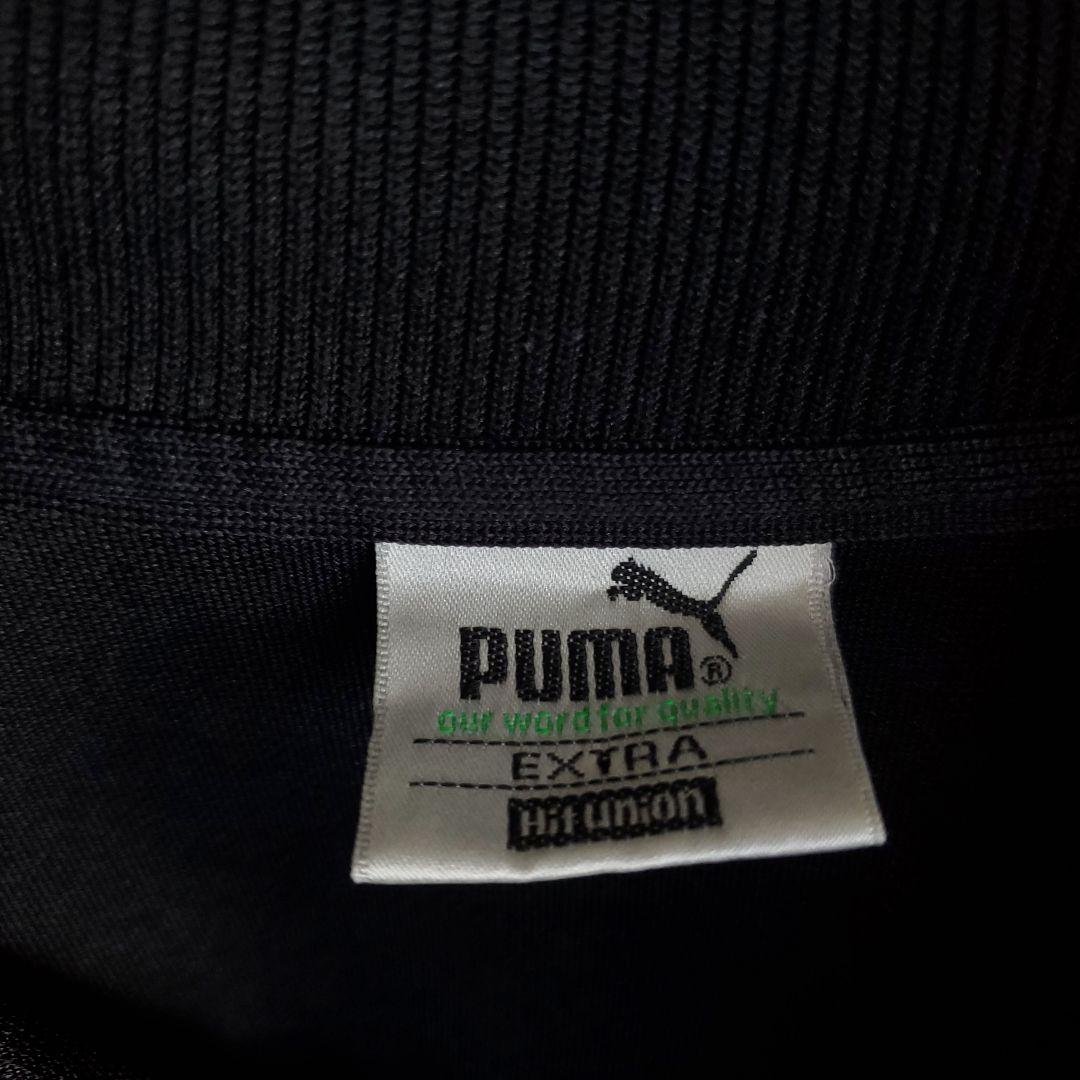 PUMA®
our word for quality
EXTRA
Hit Union